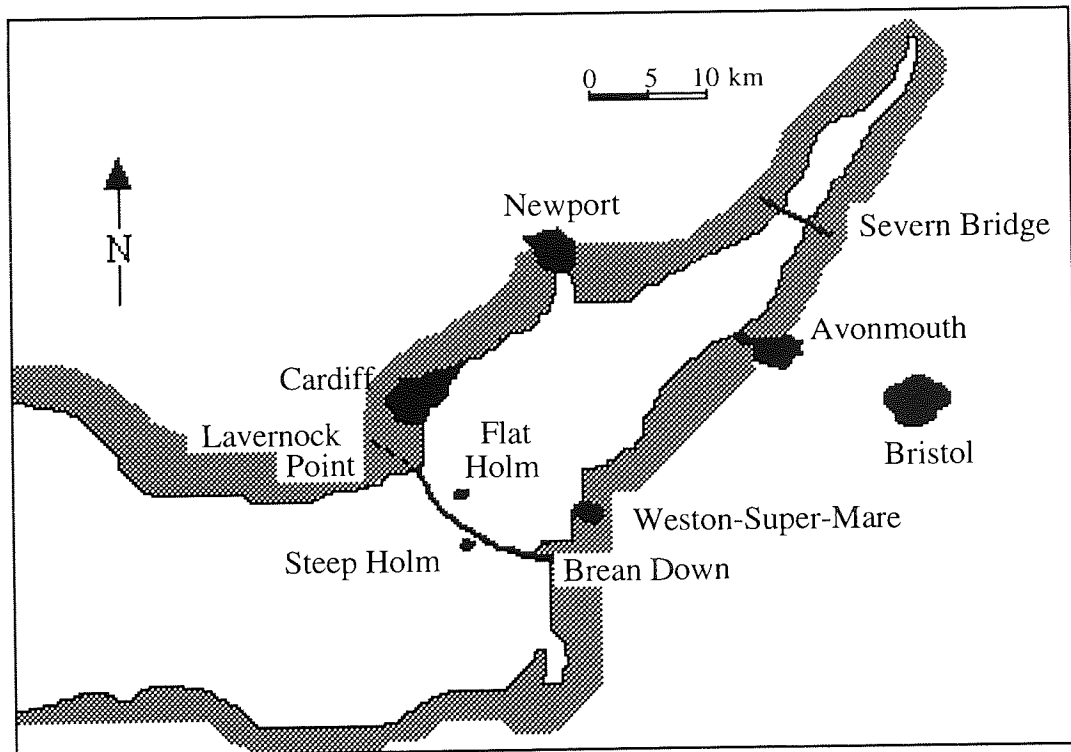 0 5 10 km
N
Newport
Severn Bridge
Avonmouth
Cardiff
Lavernock
Point
Flat
Holm
Bristol
Weston-Super-Mare
Steep Holm
Brean Down